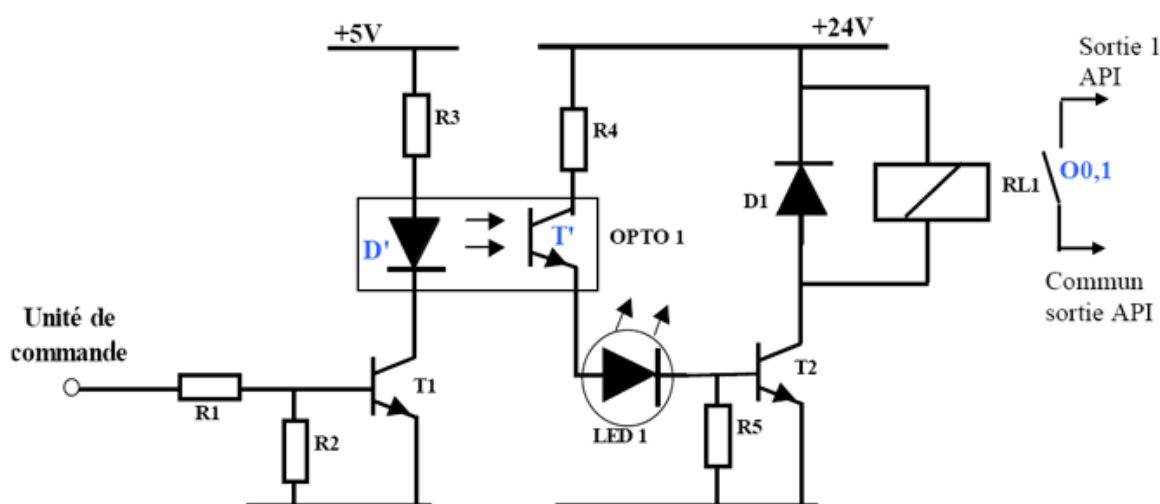 +5V
+24V
Sortie 1
API
R3
R4
RL1
O0,1
D1
D'
T'
OPTO 1
Commun
sortie API
Unité de
commande
T1
T2
R1
R2
LED 1
R5